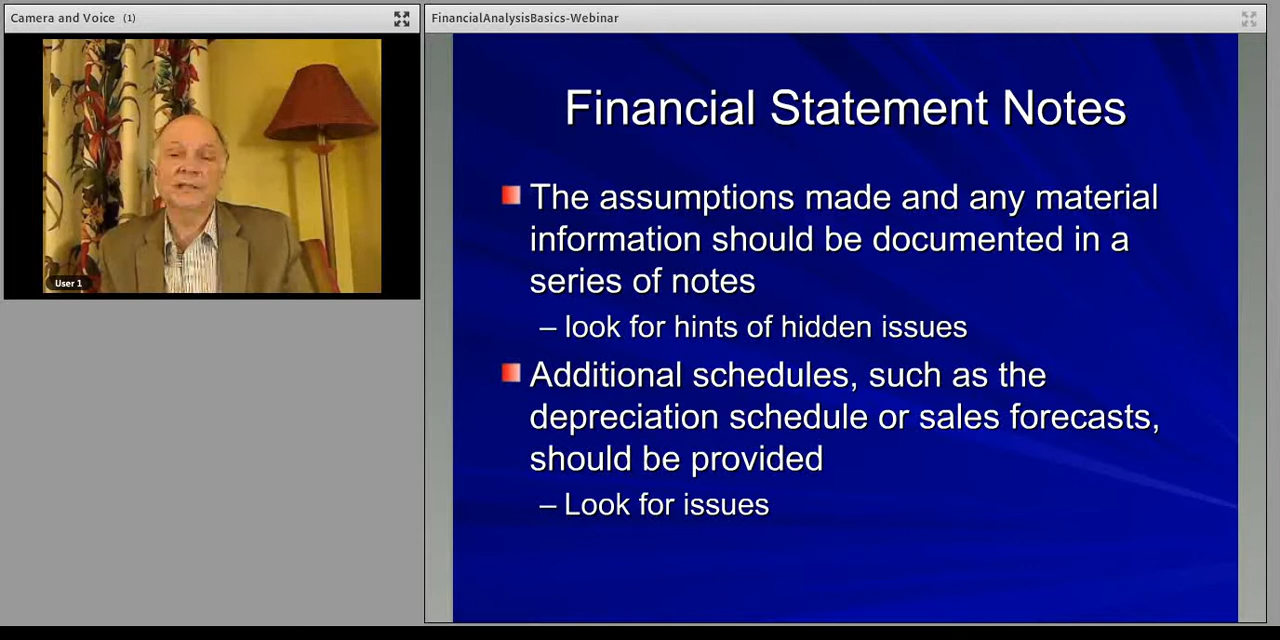 Camera and Voice (1)
User 1
FinancialAnalysisBasics-Webinar
Financial Statement Notes
The assumptions made and any material
information should be documented in a
series of notes
– look for hints of hidden issues
Additional schedules, such as the
depreciation schedule or sales forecasts,
should be provided
– Look for issues